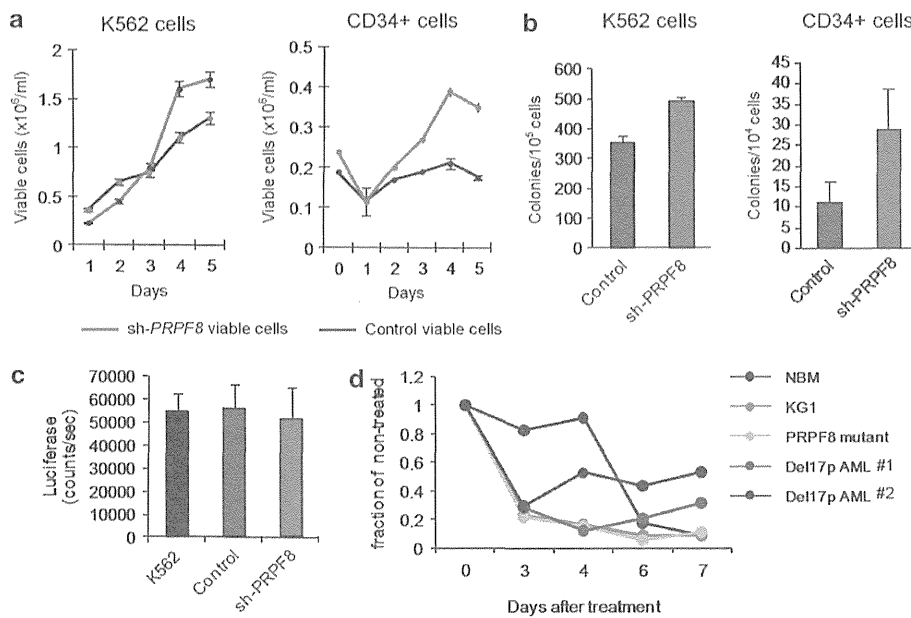 a
K562 cells
CD34+ cells
Viable cells (x10⁶/ml)
2
1.5
1
0.5
0
1 2 3 4 5
Days
Viable cells (x10⁶/ml)
0.5
0.4
0.3
0.2
0.1
0
0 1 2 3 4 5
Days
sh-PRPF8 viable cells
Control viable cells
b
K562 cells
CD34+ cells
Colonies/10⁵ cells
600
500
400
300
200
100
0
Control
sh-PRPF8
Colonies/10⁴ cells
45
40
35
30
25
20
15
10
5
0
Control
sh-PRPF8
c
Luciferase
(counts/sec)
70000
60000
50000
40000
30000
20000
10000
0
K562
Control
sh-PRPF8
d
fraction of non-treated
1.2
1
0.8
0.6
0.4
0.2
0
0 3 4 6 7
Days after treatment
NBM
KG1
PRPF8 mutant
Del17p AML #1
Del17p AML #2